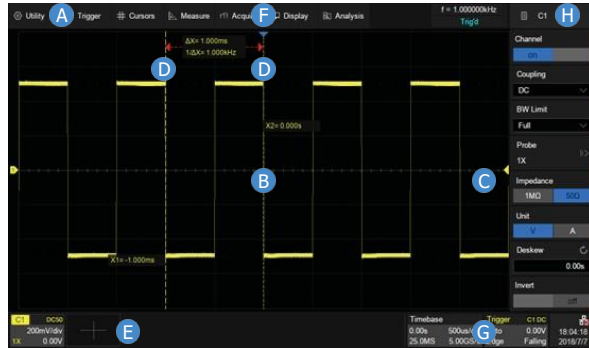 Utility A Trigger Cursors Measure Acqui F Display Analysis f = 1.000000kHz Trig'd C1 H
ΔX= 1.000ms
1/ΔX= 1.000kHz
D D
X2= 0.000s
B C
X1= -1.000ms
Channel
on
Coupling
DC
BW Limit
Full
Probe
1X
Impedance
1MΩ 50Ω
Unit
V A
Deskew
0.00s
Invert
off
C1 DC50
200mV/div
1X 0.00V
E
Timebase Trigger C1 DC
0.00s 500us/ G to 0.00V
25.0MS 5.00GS/ dge Falling
18:04:18
2018/7/7